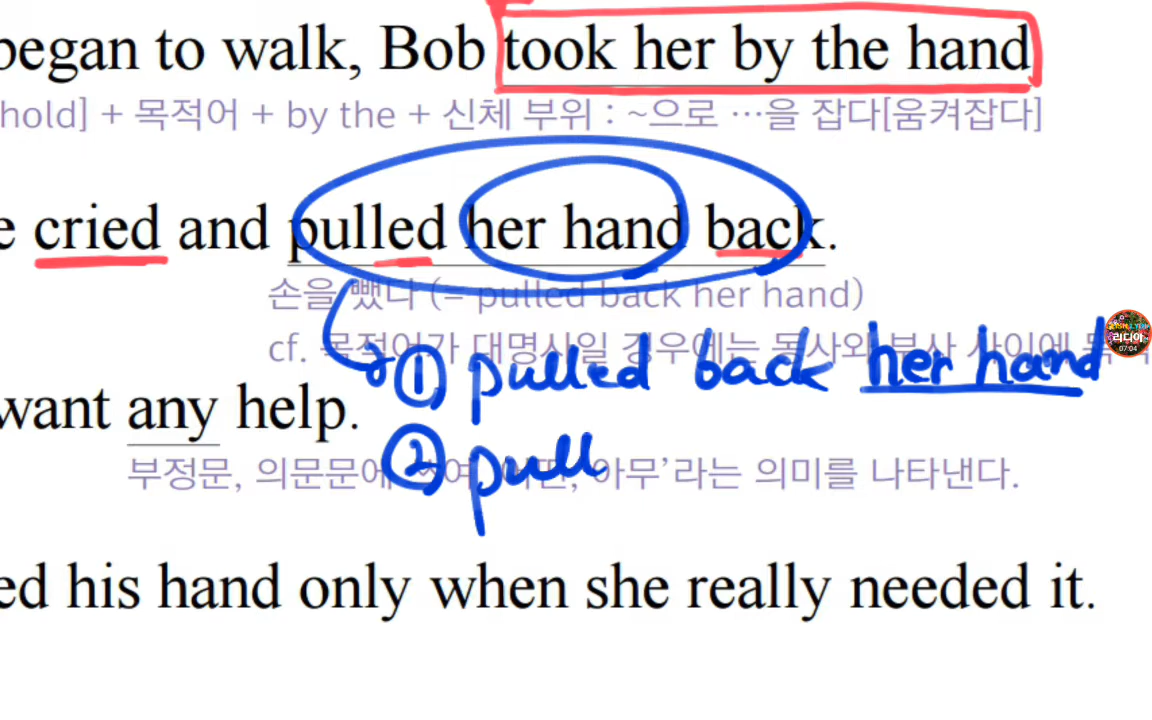 began to walk, Bob took her by the hand
hold] + 목적어 + by the + 신체 부위 : ~으로 …을 잡다[움켜잡다]
e cried and pulled her hand back.
손을 뺐다 (= pulled back her hand)
cf. 목적어가 대명사일 경우에는 동사와 부사 사이에
① pulled back her hand
리디아
07:04
want any help.
② pull
부정문, 의문문에 '아무'라는 의미를 나타낸다.
ed his hand only when she really needed it.